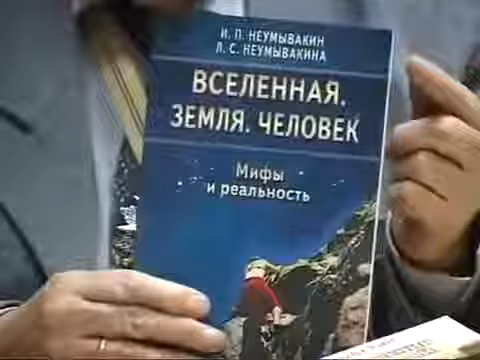 И. П. НЕУМЫВАКИН
Л. С. НЕУМЫВАКИНА
ВСЕЛЕННАЯ.
ЗЕМЛЯ. ЧЕЛОВЕК
Мифы
и реальность